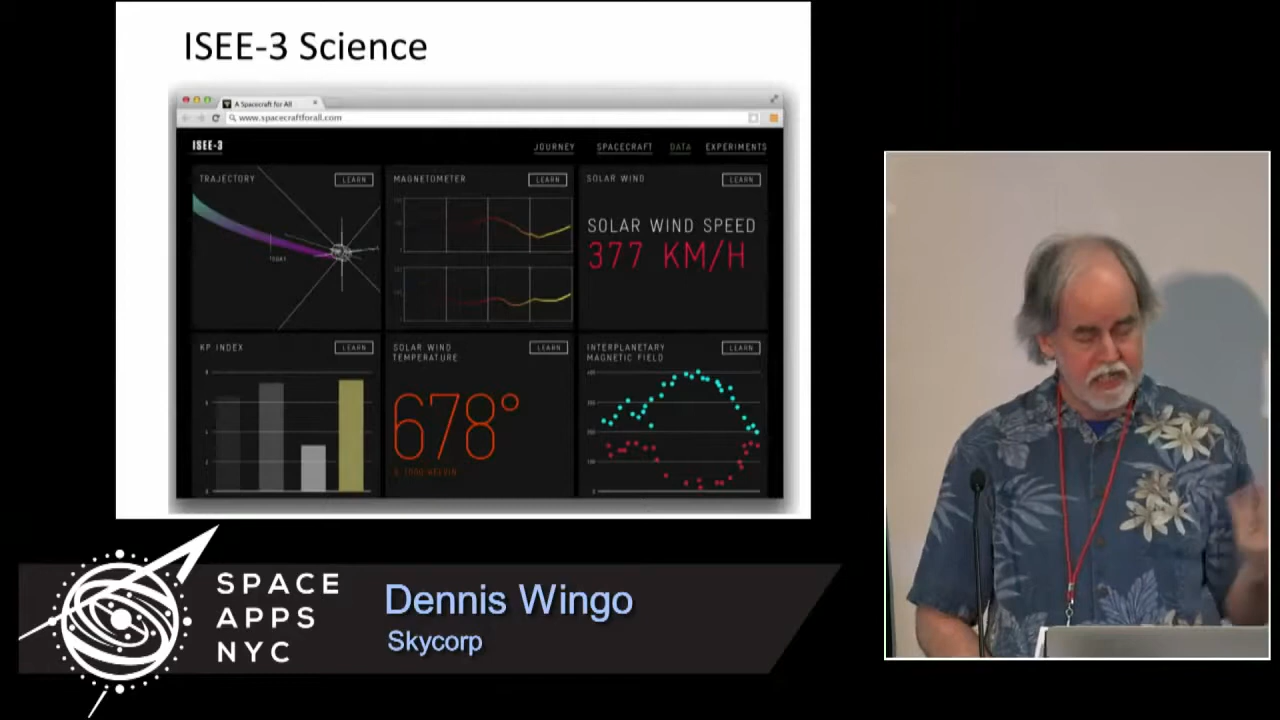 ISEE-3 Science
A Spacecraft for All
www.spacecraftforall.com
ISEE-3
JOURNEY SPACECRAFT DATA EXPERIMENTS
TRAJECTORY LEARN
TODAY
MAGNETOMETER LEARN
SOLAR WIND LEARN
SOLAR WIND SPEED
377 KM/H
KP INDEX LEARN
SOLAR WIND LEARN
TEMPERATURE
678°
INTERPLANETARY LEARN
MAGNETIC FIELD
SPACE
APPS
NYC
Dennis Wingo
Skycorp